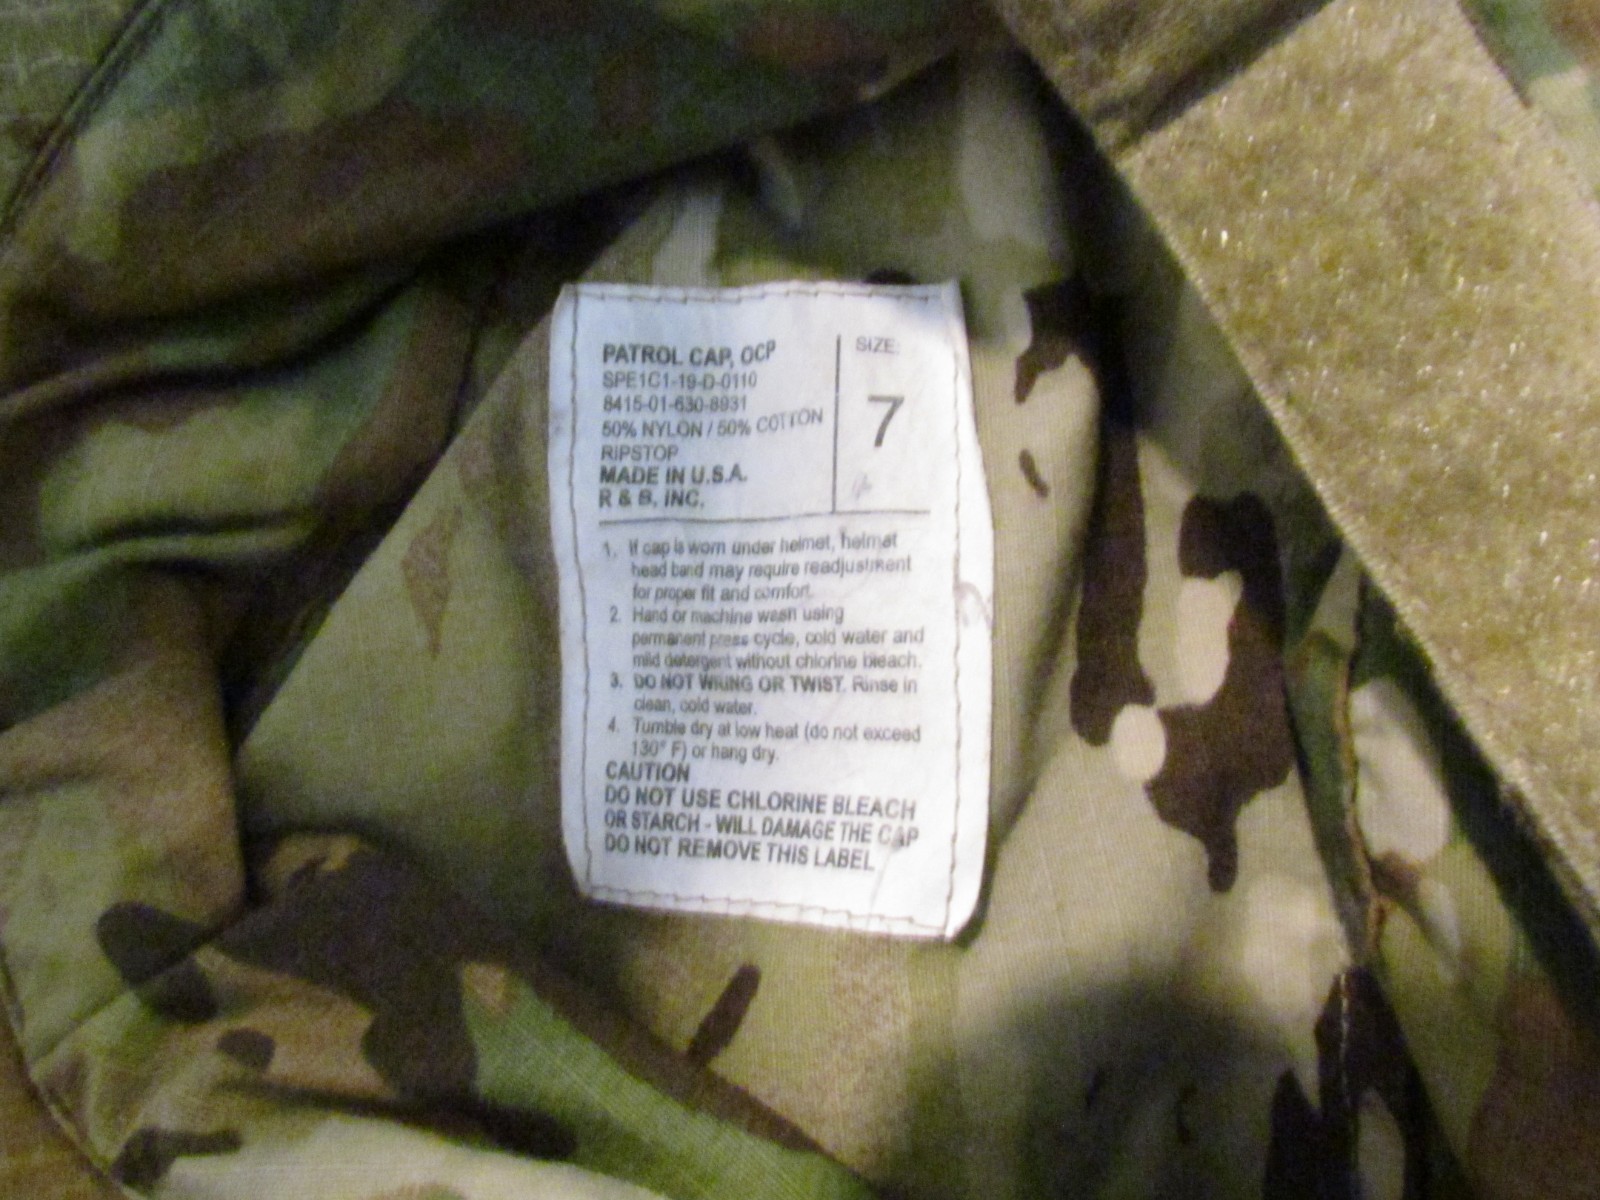 PATROL CAP, OCP
SPE1C1-19-D-0110
8415-01-630-8931
50% NYLON / 50% COTTON
RIPSTOP
MADE IN U.S.A.
R & B, INC.
SIZE:
7
1. If cap is worn under helmet, helmet
head band may require readjustment
for proper fit and comfort.
2. Hand or machine wash using
permanent press cycle, cold water and
mild detergent without chlorine bleach.
3. DO NOT WRING OR TWIST. Rinse in
clean, cold water.
4. Tumble dry at low heat (do not exceed
130° F) or hang dry.
CAUTION
DO NOT USE CHLORINE BLEACH
OR STARCH - WILL DAMAGE THE CAP
DO NOT REMOVE THIS LABEL